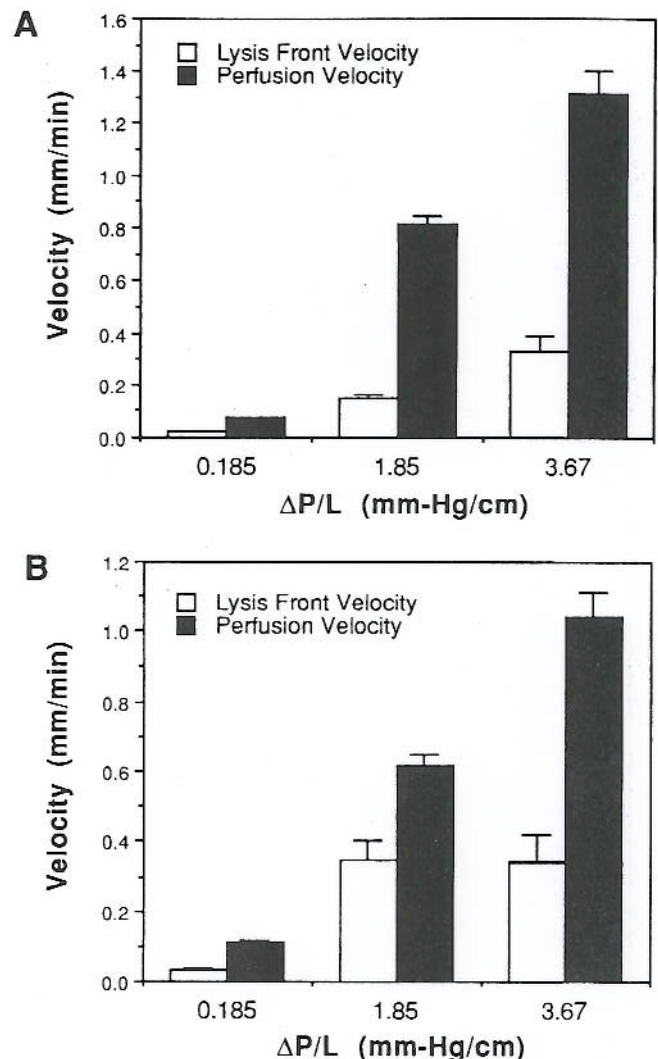 A
Velocity (mm/min)
1.6
1.4
1.2
1.0
0.8
0.6
0.4
0.2
0.0
Lysis Front Velocity
Perfusion Velocity
0.185 1.85 3.67
ΔP/L (mm-Hg/cm)
B
Velocity (mm/min)
1.2
1.0
0.8
0.6
0.4
0.2
0.0
Lysis Front Velocity
Perfusion Velocity
0.185 1.85 3.67
ΔP/L (mm-Hg/cm)